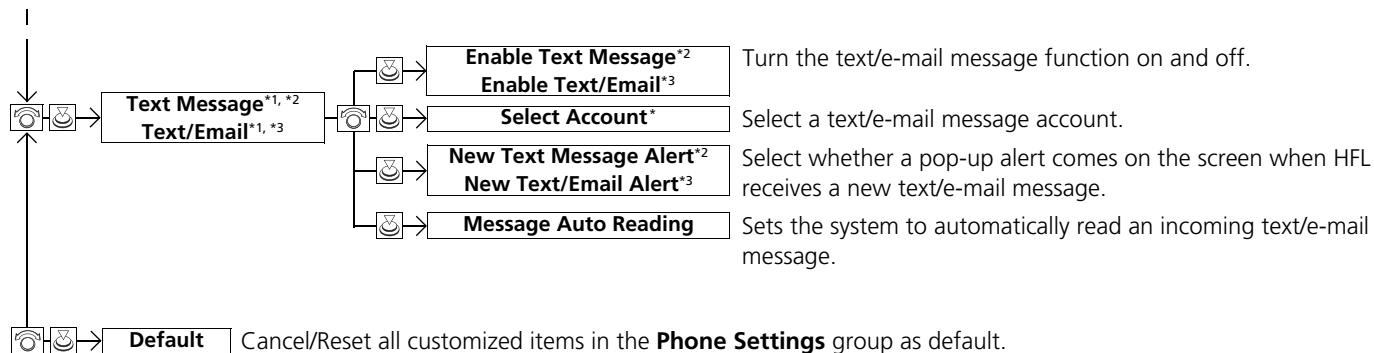 Enable Text Message*2
Enable Text/Email*3
Turn the text/e-mail message function on and off.
Text Message*1, *2
Text/Email*1, *3
Select Account*
Select a text/e-mail message account.
New Text Message Alert*2
New Text/Email Alert*3
Select whether a pop-up alert comes on the screen when HFL
receives a new text/e-mail message.
Message Auto Reading
Sets the system to automatically read an incoming text/e-mail
message.
Default
Cancel/Reset all customized items in the Phone Settings group as default.